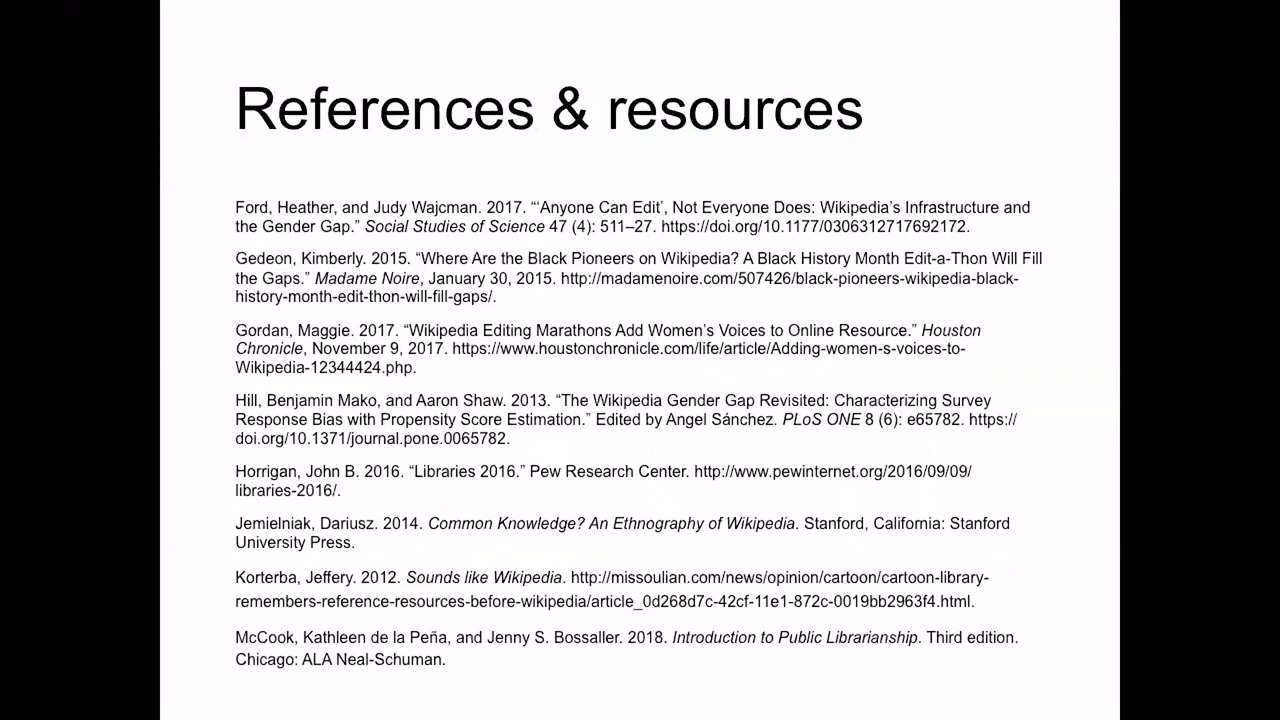 References & resources
Ford, Heather, and Judy Wajcman. 2017. “‘Anyone Can Edit’, Not Everyone Does: Wikipedia’s Infrastructure and
the Gender Gap.” Social Studies of Science 47 (4): 511–27. https://doi.org/10.1177/0306312717692172.
Gedeon, Kimberly. 2015. “Where Are the Black Pioneers on Wikipedia? A Black History Month Edit-a-Thon Will Fill
the Gaps.” Madame Noire, January 30, 2015. http://madamenoire.com/507426/black-pioneers-wikipedia-black-
history-month-edit-thon-will-fill-gaps/.
Gordan, Maggie. 2017. “Wikipedia Editing Marathons Add Women’s Voices to Online Resource.” Houston
Chronicle, November 9, 2017. https://www.houstonchronicle.com/life/article/Adding-women-s-voices-to-
Wikipedia-12344424.php.
Hill, Benjamin Mako, and Aaron Shaw. 2013. “The Wikipedia Gender Gap Revisited: Characterizing Survey
Response Bias with Propensity Score Estimation.” Edited by Angel Sánchez. PLoS ONE 8 (6): e65782. https://
doi.org/10.1371/journal.pone.0065782.
Horrigan, John B. 2016. “Libraries 2016.” Pew Research Center. http://www.pewinternet.org/2016/09/09/
libraries-2016/.
Jemielniak, Dariusz. 2014. Common Knowledge? An Ethnography of Wikipedia. Stanford, California: Stanford
University Press.
Korterba, Jeffery. 2012. Sounds like Wikipedia. http://missoulian.com/news/opinion/cartoon/cartoon-library-
remembers-reference-resources-before-wikipedia/article_0d268d7c-42cf-11e1-872c-0019bb2963f4.html.
McCook, Kathleen de la Peña, and Jenny S. Bossaller. 2018. Introduction to Public Librarianship. Third edition.
Chicago: ALA Neal-Schuman.